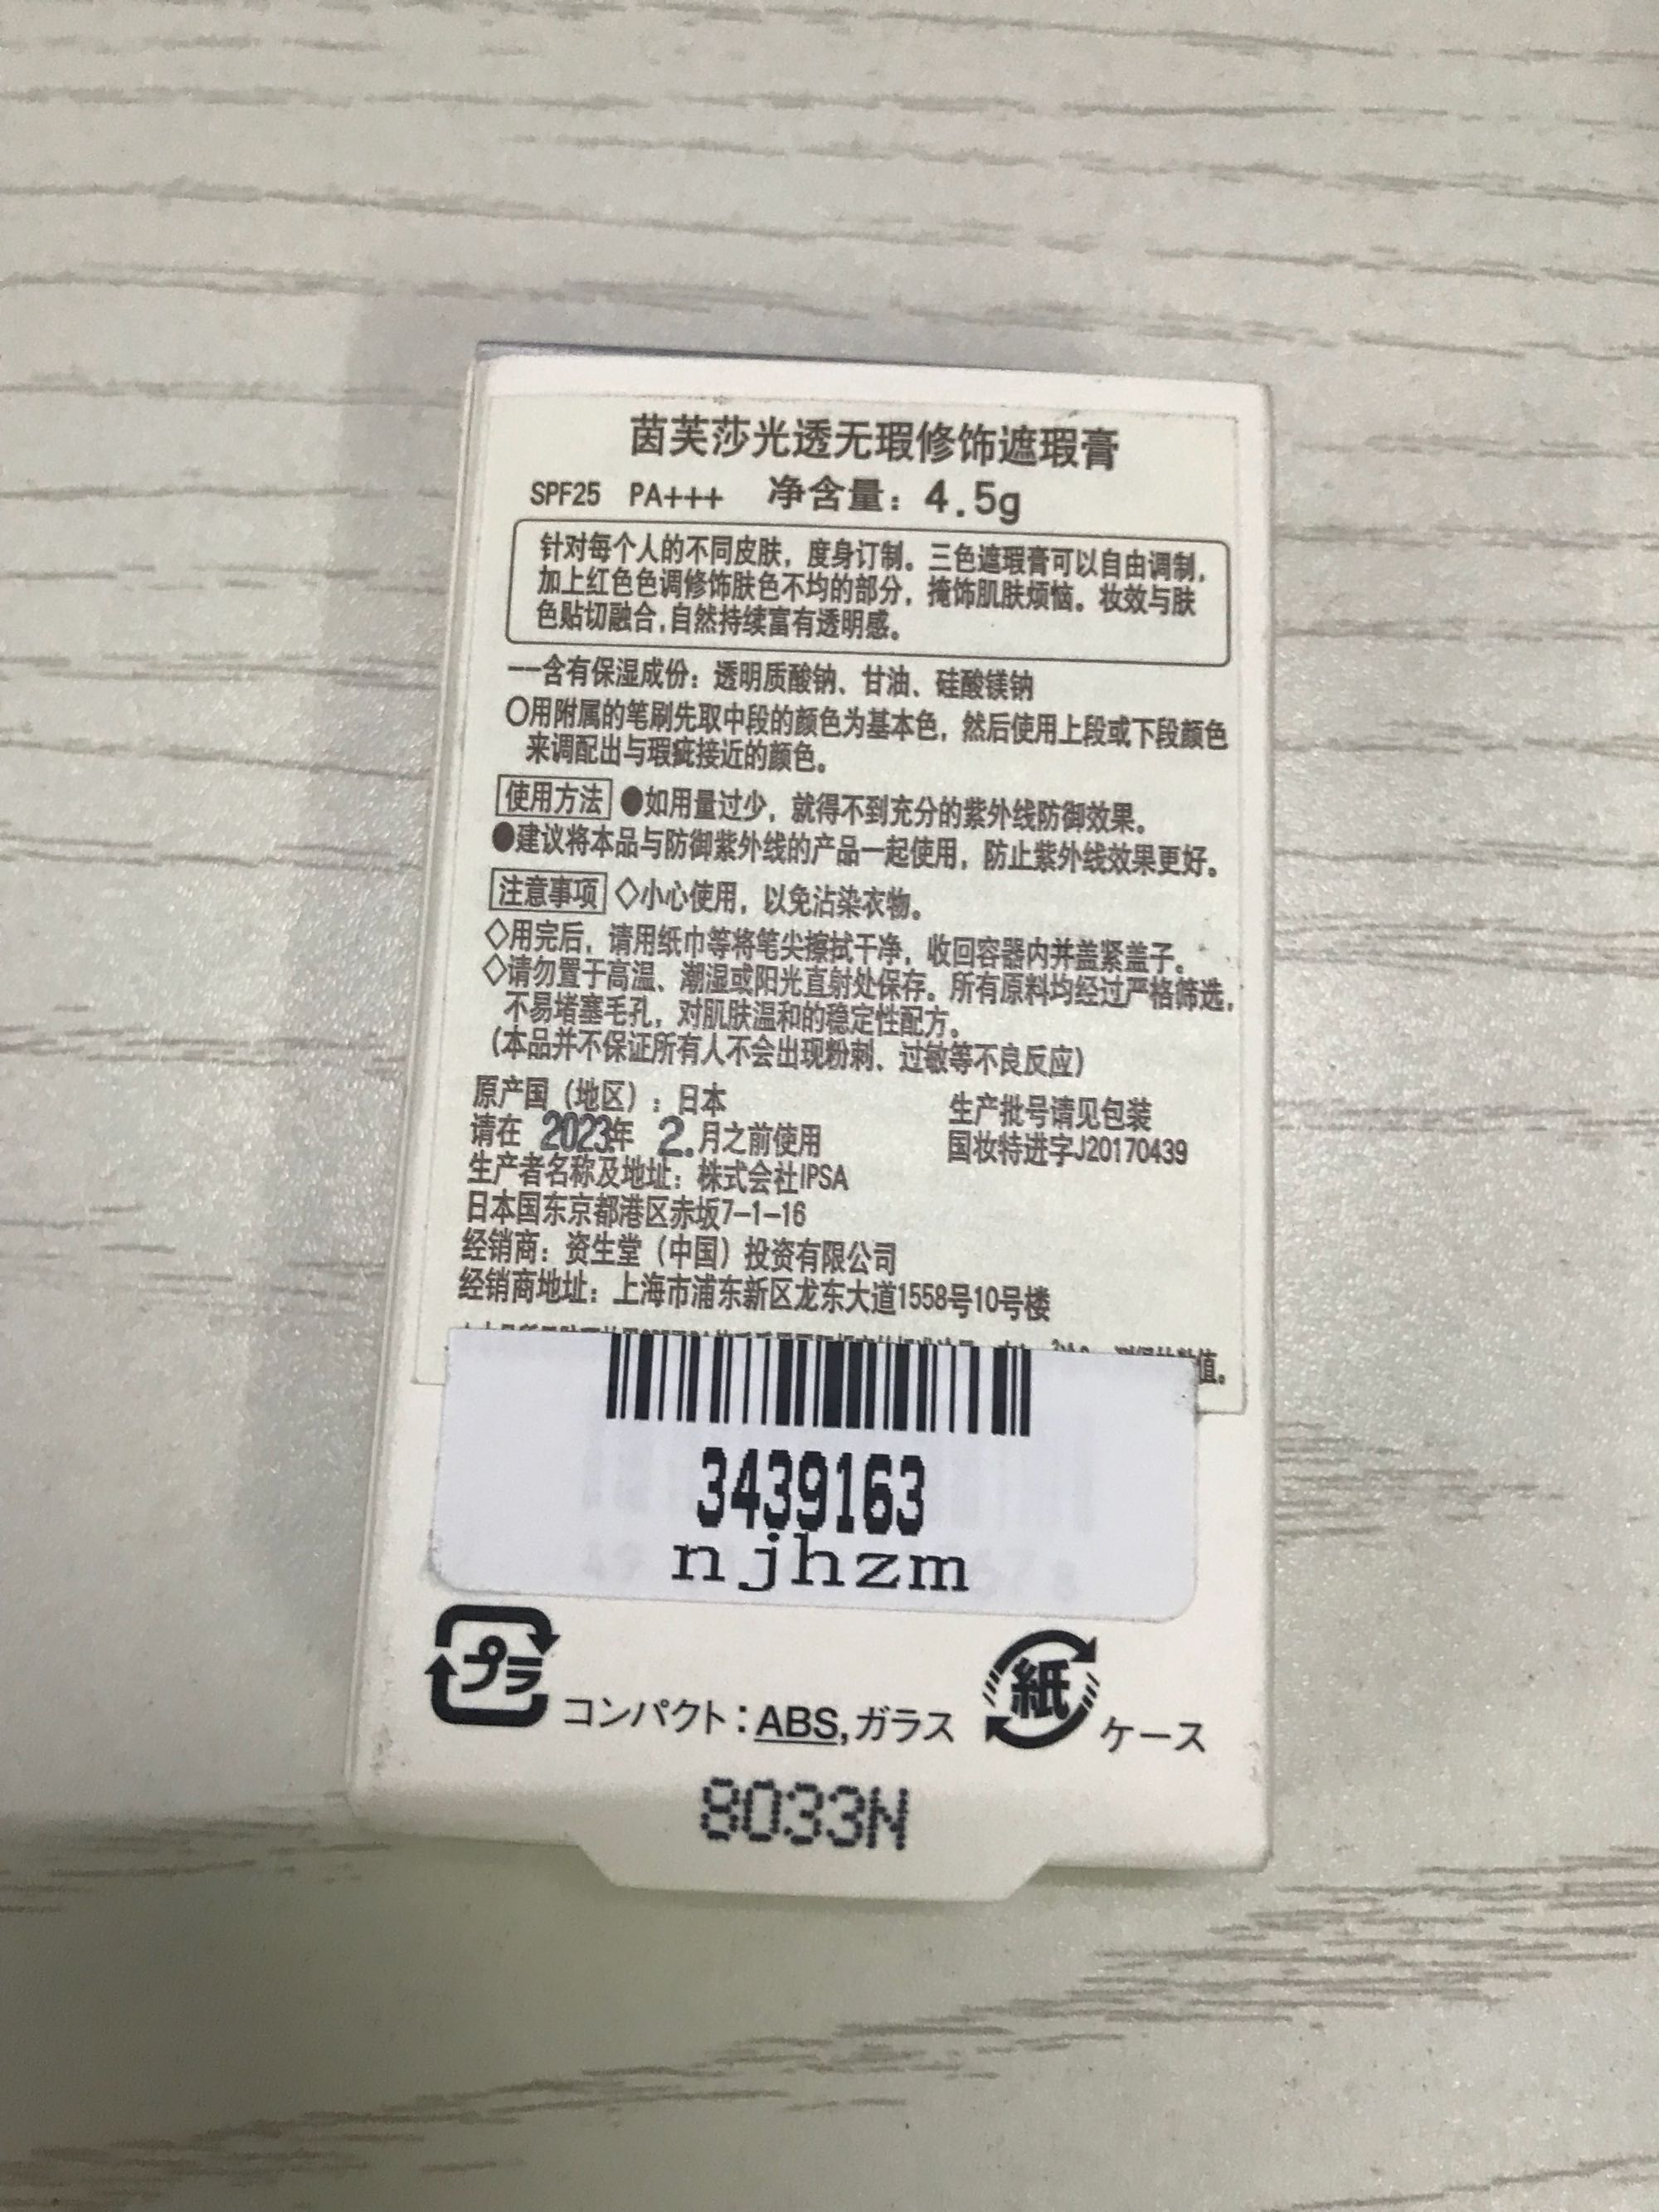 茵芙莎光透无瑕修饰遮瑕膏
SPF25 PA+++ 净含量：4.5g
针对每个人的不同皮肤，度身订制。三色遮瑕膏可以自由调制，
加上红色色调修饰肤色不均的部分，掩饰肌肤烦恼。妆效与肤
色贴切融合，自然持续富有透明感。
——含有保湿成份：透明质酸钠、甘油、硅酸镁钠
○用附属的笔刷先取中段的颜色为基本色，然后使用上段或下段颜色
来调配出与瑕疵接近的颜色。
使用方法 ●如用量过少，就得不到充分的紫外线防御效果。
●建议将本品与防御紫外线的产品一起使用，防止紫外线效果更好。
注意事项 ◇小心使用，以免沾染衣物。
◇用完后，请用纸巾等将笔尖擦拭干净，收回容器内并盖紧盖子。
◇请勿置于高温、潮湿或阳光直射处保存。所有原料均经过严格筛选，
不易堵塞毛孔，对肌肤温和的稳定性配方。
（本品并不保证所有人不会出现粉刺、过敏等不良反应）
原产国（地区）：日本 生产批号请见包装
请在 2023年 2.月之前使用 国妆特进字J20170439
生产者名称及地址：株式会社IPSA
日本国东京都港区赤坂7-1-16
经销商：资生堂（中国）投资有限公司
经销商地址：上海市浦东新区龙东大道1558号10号楼
值。
3439163
njhzm
プラ コンパクト：ABS,ガラス 紙 ケース
8033N